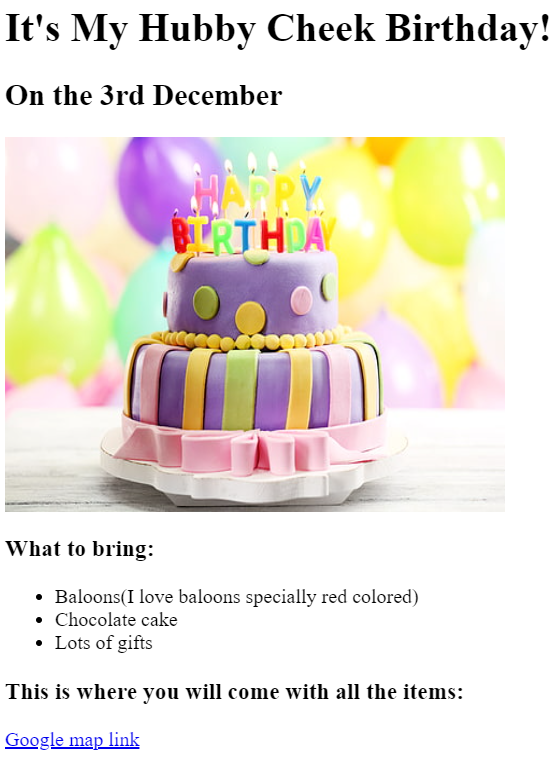 It's My Hubby Cheek Birthday!
On the 3rd December
HAPPY
BIRTHDAY
What to bring:
Baloons(I love baloons specially red colored)
Chocolate cake
Lots of gifts
This is where you will come with all the items:
Google map link